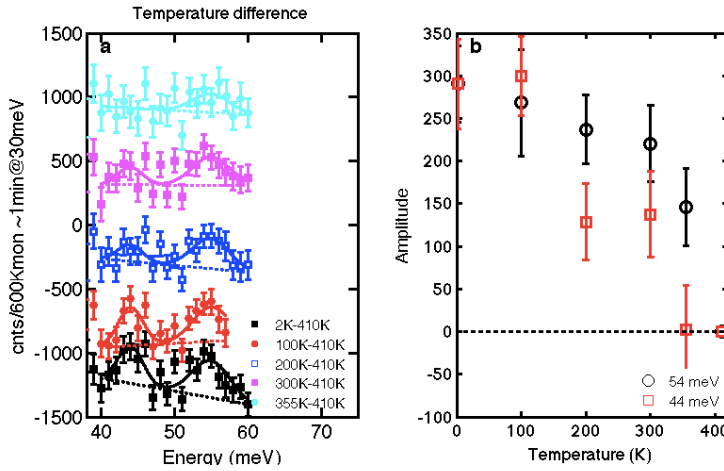 Temperature difference
a
cnts/600Kmon ~1min@30meV
1500
1000
500
0
-500
-1000
-1500
40
50
60
70
Energy (meV)
2K-410K
100K-410K
200K-410K
300K-410K
355K-410K
b
Amplitude
350
300
250
200
150
100
50
0
-50
-100
0
100
200
300
400
Temperature (K)
54 meV
44 meV